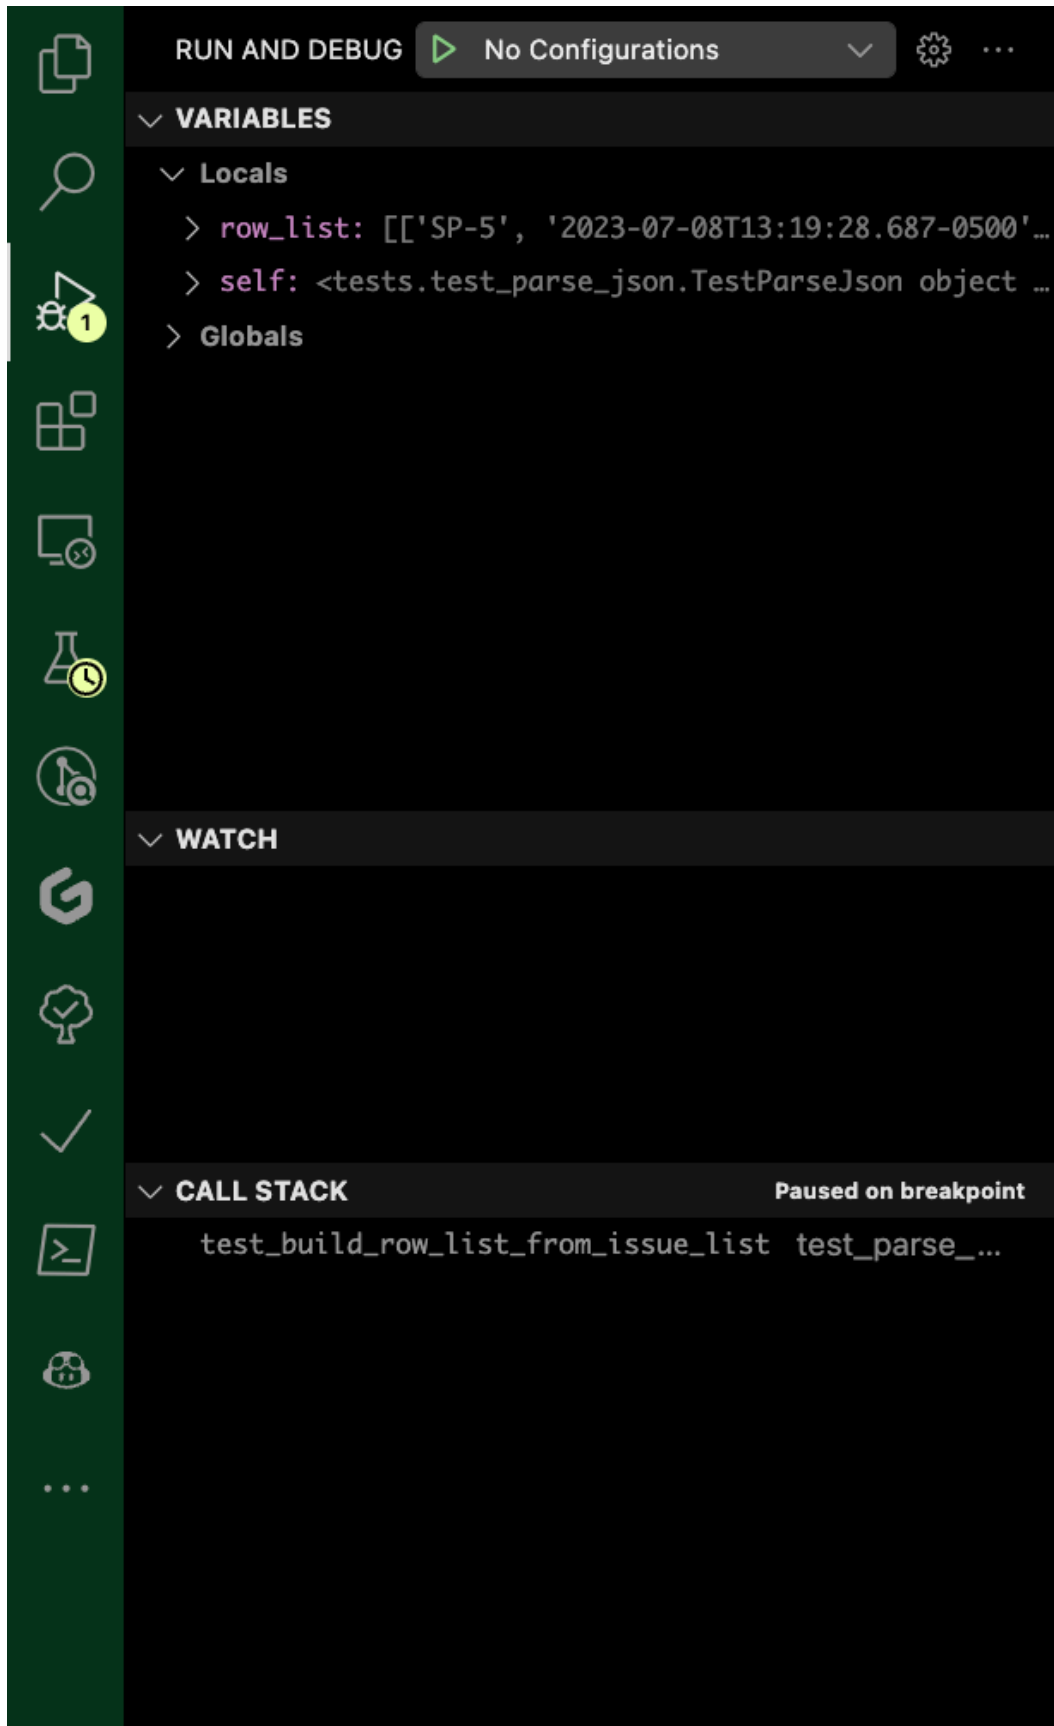 RUN AND DEBUG No Configurations
VARIABLES
Locals
row_list: [['SP-5', '2023-07-08T13:19:28.687-0500'…
self: <tests.test_parse_json.TestParseJson object …
1
Globals
WATCH
CALL STACK Paused on breakpoint
test_build_row_list_from_issue_list test_parse_...